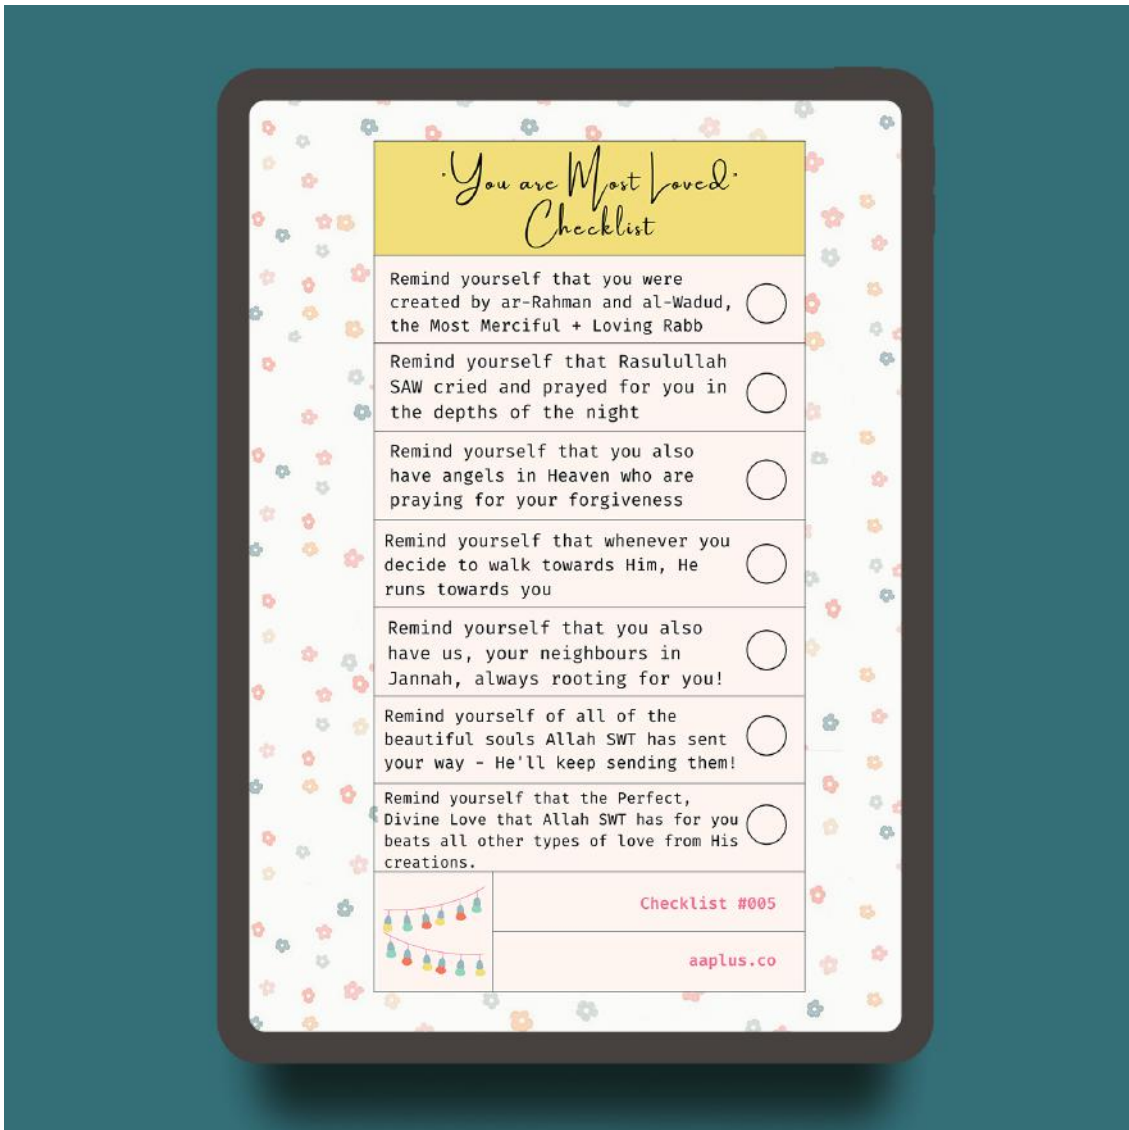 "You are Most Loved"
Checklist
Remind yourself that you were
created by ar-Rahman and al-Wadud,
the Most Merciful + Loving Rabb
Remind yourself that Rasulullah
SAW cried and prayed for you in
the depths of the night
Remind yourself that you also
have angels in Heaven who are
praying for your forgiveness
Remind yourself that whenever you
decide to walk towards Him, He
runs towards you
Remind yourself that you also
have us, your neighbours in
Jannah, always rooting for you!
Remind yourself of all of the
beautiful souls Allah SWT has sent
your way - He'll keep sending them!
Remind yourself that the Perfect,
Divine Love that Allah SWT has for you
beats all other types of love from His
creations.
Checklist #005
aaplus.co